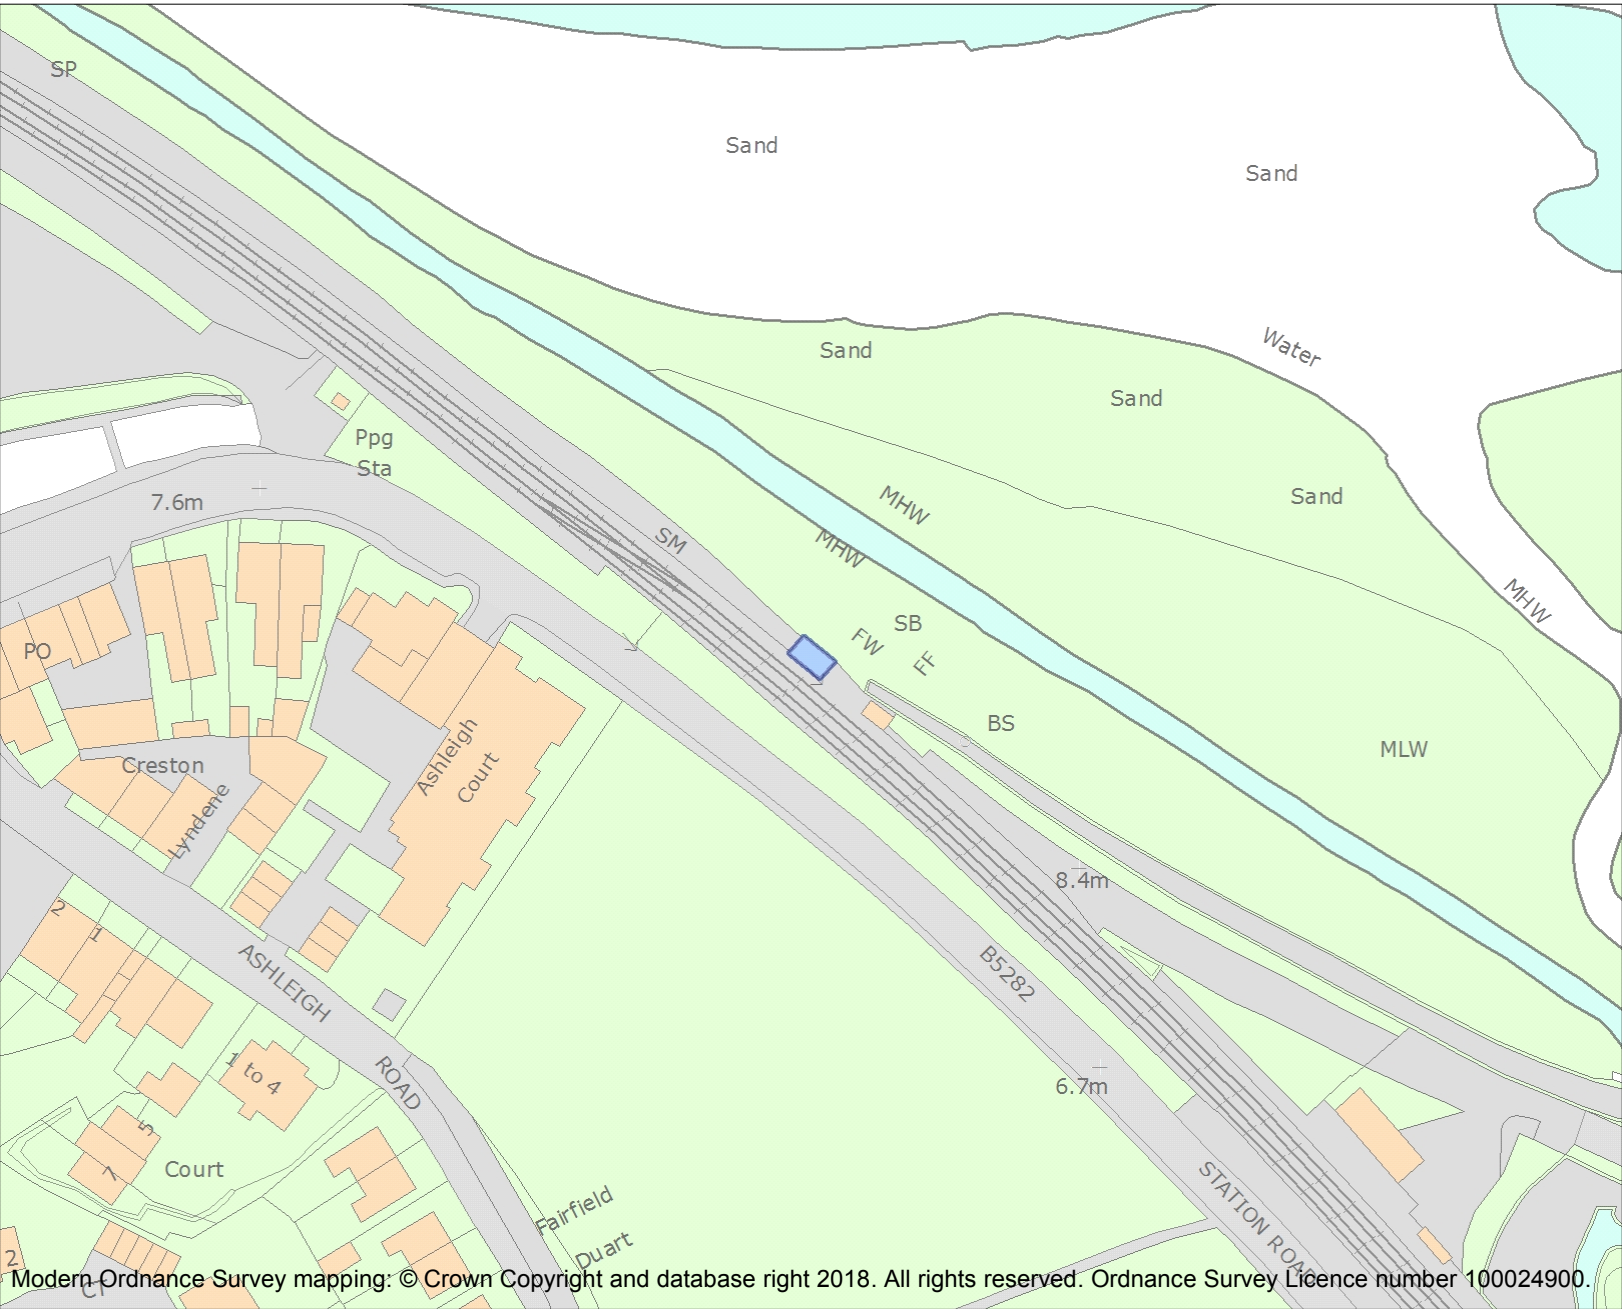 SP
Sand
Sand
Water
Sand
Sand
Sand
Ppg
Sta
7.6m
SM
MHW
MHW
MHW
SB
FW
FF
BS
MLW
PO
Creston
Lyndene
Ashleigh
Court
8.4m
2
1
ASHLEIGH
ROAD
B5282
1 to 4
6.7m
5
7
Court
STATION ROAD
Fairfield
Duart
2
CT
Modern Ordnance Survey mapping: © Crown Copyright and database right 2018. All rights reserved. Ordnance Survey Licence number 100024900.